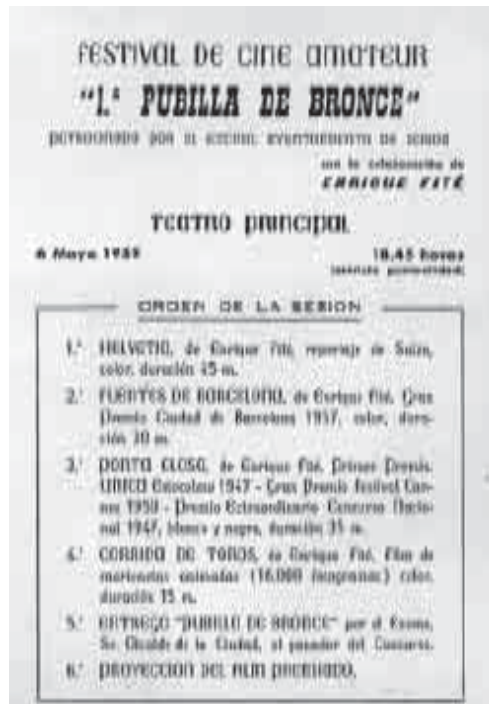 FESTIVAL DE CINE AMATEUR
"1.ª PUBILLA DE BRONCE"
PATROCINADO POR EL EXCMO. AYUNTAMIENTO DE
con la colaboración de
ENRIQUE FITÉ
TEATRO PRINCIPAL
6 Mayo 1959
18,45 horas
ORDEN DE LA SESION
1.º HELVETIA, de Enrique Fité, reportaje de Suiza,
color, duración 45 m.
2.º FUENTES DE BARCELONA, de Enrique Fité. Gran
Premio Ciudad de Barcelona 1957, color, dura-
ción 30 m.
3.º PORTA CLOSA, de Enrique Fité. Primer Premio
UNICO Estocolmo 1947 - Gran Premio Festival Can-
nes 1950 - Premio Extraordinario Concurso Nacio-
nal 1947, blanco y negro, duración 35 m.
4.º CORRIDA DE TOROS, de Enrique Fité. Film de
marionetas animadas (16.000 fotogramas) color,
duración 15 m.
5.º ENTREGA "PUBILLA DE BRONCE" por el Excmo.
Sr. Alcalde de la Ciudad, al ganador del Concurso.
6.º PROYECCION DEL FILM PREMIADO.